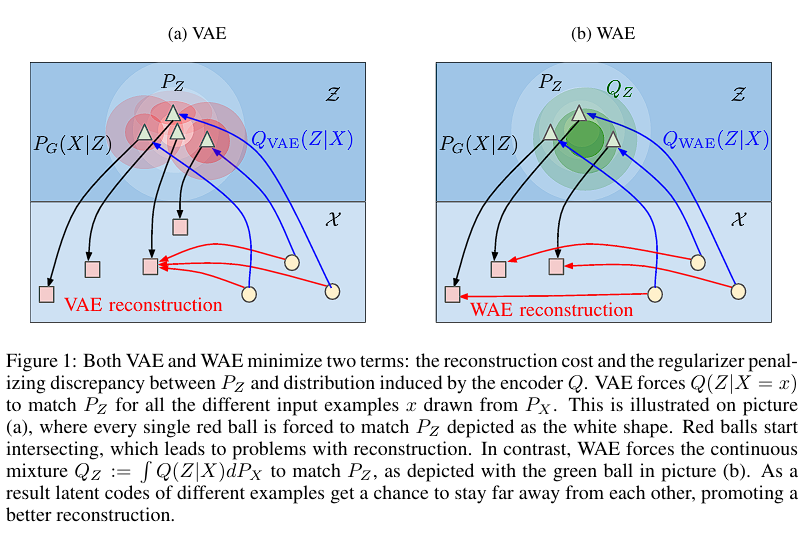 (a) VAE
(b) WAE
P_Z
𝒵
P_G(X|Z)
Q_VAE(Z|X)
𝒳
VAE reconstruction
P_Z
Q_Z
𝒵
P_G(X|Z)
Q_WAE(Z|X)
𝒳
WAE reconstruction
Figure 1: Both VAE and WAE minimize two terms: the reconstruction cost and the regularizer penal-
izing discrepancy between P_Z and distribution induced by the encoder Q. VAE forces Q(Z|X = x)
to match P_Z for all the different input examples x drawn from P_X. This is illustrated on picture
(a), where every single red ball is forced to match P_Z depicted as the white shape. Red balls start
intersecting, which leads to problems with reconstruction. In contrast, WAE forces the continuous
mixture Q_Z := ∫ Q(Z|X)dP_X to match P_Z, as depicted with the green ball in picture (b). As a
result latent codes of different examples get a chance to stay far away from each other, promoting a
better reconstruction.